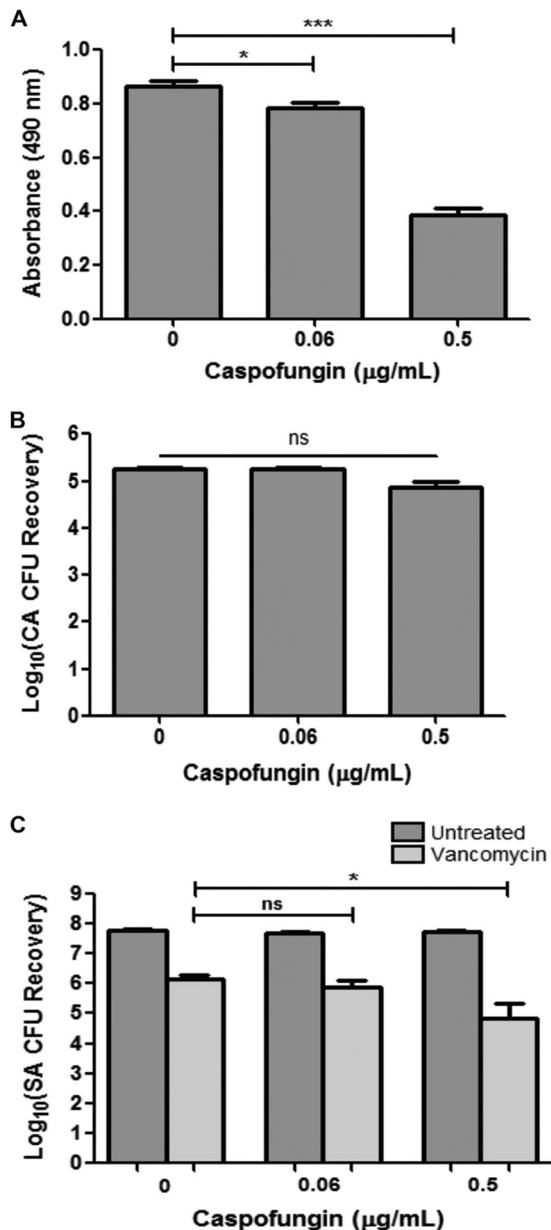 A
***
*
1.0
0.8
0.6
0.4
0.2
0.0
Absorbance (490 nm)
0 0.06 0.5
Caspofungin (µg/mL)
B
ns
6
5
4
3
2
1
0
Log10(CA CFU Recovery)
0 0.06 0.5
Caspofungin (µg/mL)
C
Untreated
Vancomycin
*
ns
9
8
7
6
5
4
3
2
1
0
Log10(SA CFU Recovery)
0 0.06 0.5
Caspofungin (µg/mL)